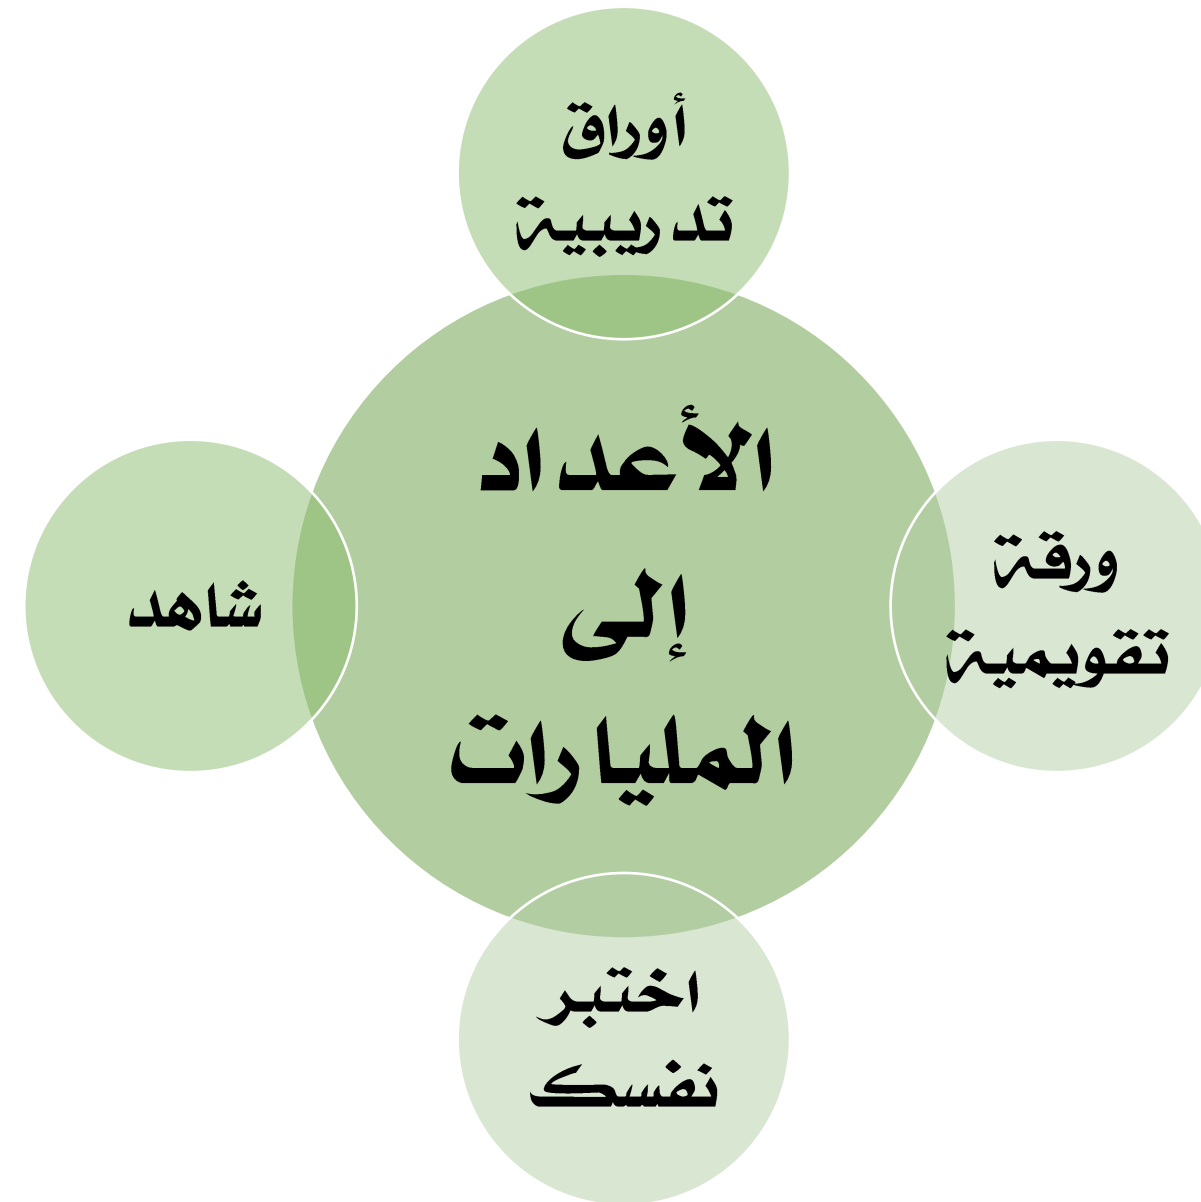 أوراق
تدريبية
الأعداد
إلى
المليارات
ورقة
تقويمية
شاهد
اختبر
نفسك